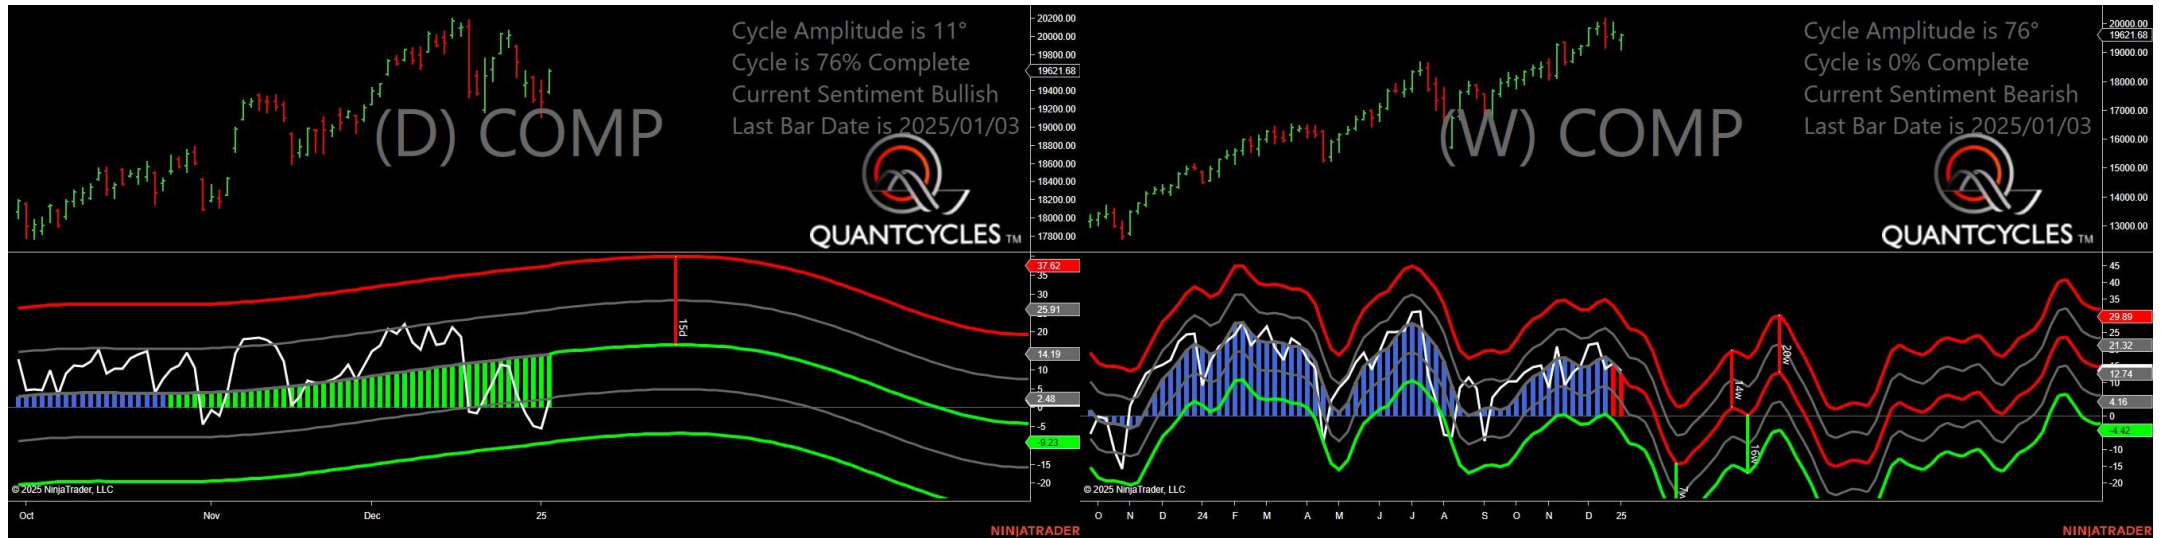 Cycle Amplitude is 11°
Cycle is 76% Complete
Current Sentiment Bullish
Last Bar Date is 2025/01/03
(D) COMP
QUANTCYCLES TM
20200.00
20000.00
19800.00
19621.68
19400.00
19200.00
19000.00
18800.00
18600.00
18400.00
18200.00
18000.00
17800.00
37.62
35
30
25.91
20
14.19
10
5
2.48
0
-5
-9.23
-15
-20
15d
© 2025 NinjaTrader, LLC
Oct Nov Dec 25
NINJATRADER
Cycle Amplitude is 76°
Cycle is 0% Complete
Current Sentiment Bearish
Last Bar Date is 2025/01/03
(W) COMP
QUANTCYCLES TM
20000.00
19621.68
19000.00
18000.00
17000.00
16000.00
15000.00
14000.00
13000.00
45
40
35
29.89
25
21.32
12.74
10
4.16
0
-4.42
-10
-15
-20
14w
20w
16w
7w
© 2025 NinjaTrader, LLC
O N D 24 F M A M J J A S O N D 25
NINJATRADER